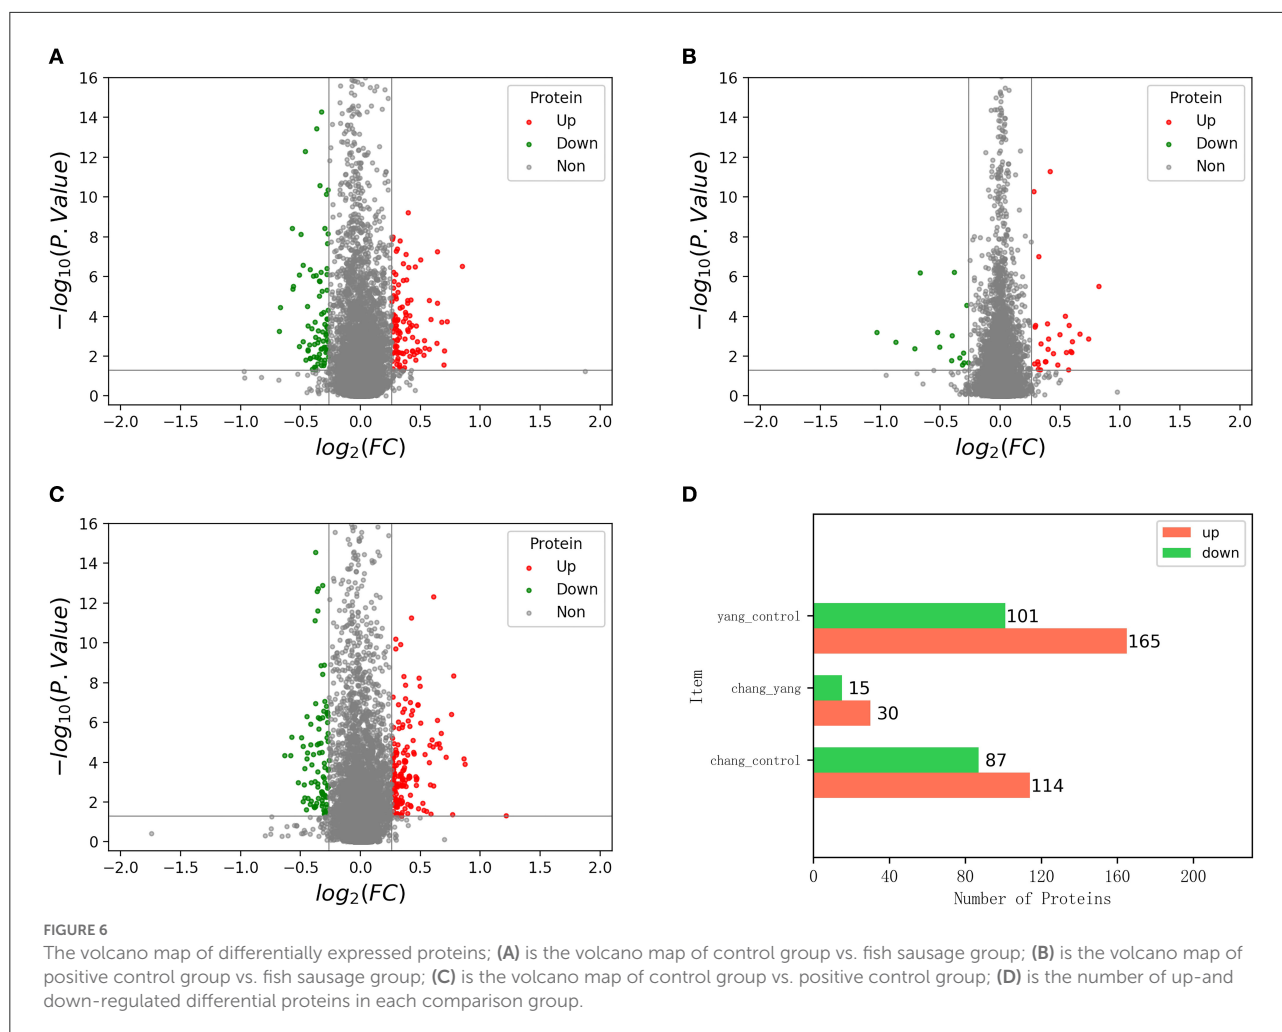 A
16
14
12
10
8
6
4
2
0
−log10(P.Value)
−2.0 −1.5 −1.0 −0.5 0.0 0.5 1.0 1.5 2.0
log2(FC)
Protein
Up
Down
Non
B
16
14
12
10
8
6
4
2
0
−log10(P.Value)
−2.0 −1.5 −1.0 −0.5 0.0 0.5 1.0 1.5 2.0
log2(FC)
Protein
Up
Down
Non
C
16
14
12
10
8
6
4
2
0
−log10(P.Value)
−2.0 −1.5 −1.0 −0.5 0.0 0.5 1.0 1.5 2.0
log2(FC)
Protein
Up
Down
Non
D
up
down
yang_control
101
165
chang_yang
15
30
chang_control
87
114
Item
0 40 80 120 160 200
Number of Proteins
FIGURE 6
The volcano map of differentially expressed proteins; (A) is the volcano map of control group vs. fish sausage group; (B) is the volcano map of
positive control group vs. fish sausage group; (C) is the volcano map of control group vs. positive control group; (D) is the number of up-and
down-regulated differential proteins in each comparison group.